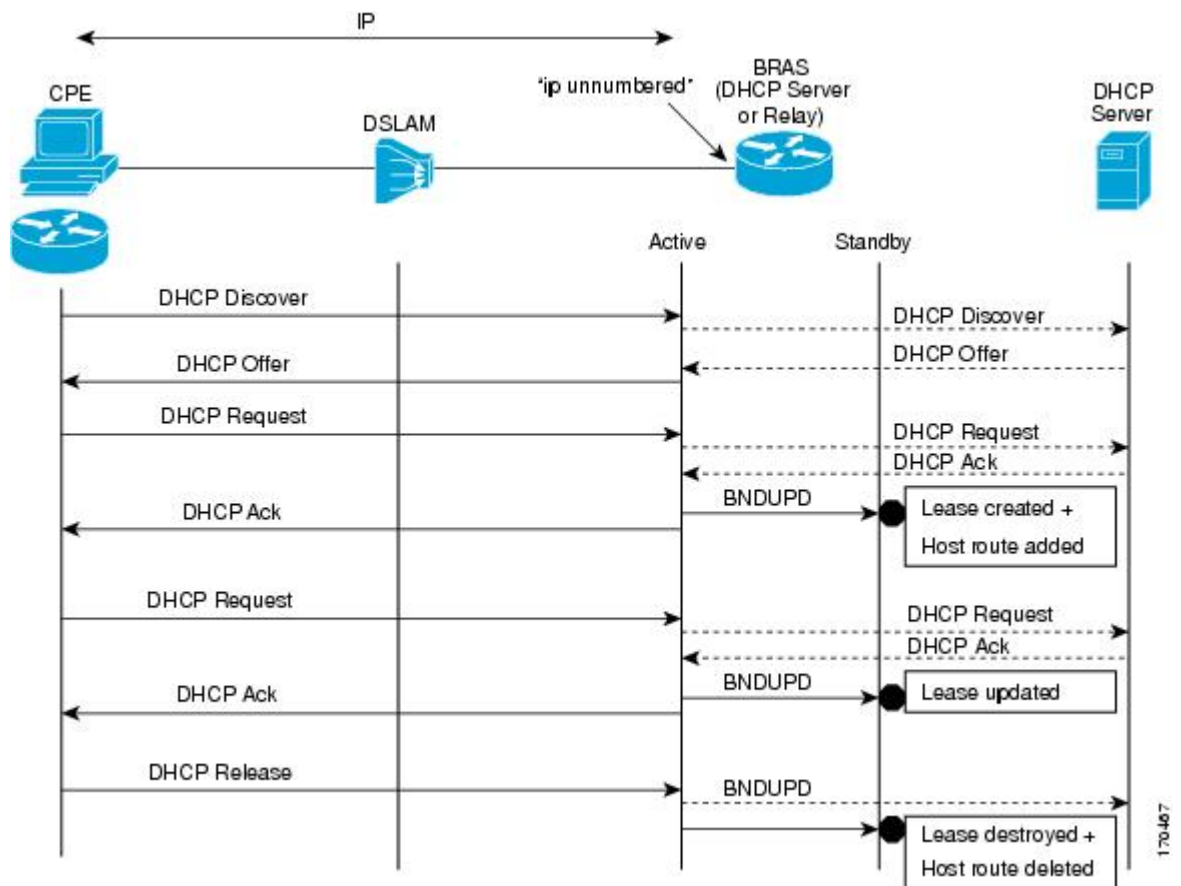 IP
CPE
DSLAM
"ip unnumbered"
BRAS
(DHCP Server
or Relay)
DHCP
Server
Active
Standby
DHCP Discover
DHCP Discover
DHCP Offer
DHCP Offer
DHCP Request
DHCP Request
DHCP Ack
BNDUPD
DHCP Ack
Lease created +
Host route added
DHCP Request
DHCP Request
DHCP Ack
BNDUPD
DHCP Ack
Lease updated
DHCP Release
BNDUPD
Lease destroyed +
Host route deleted
170467